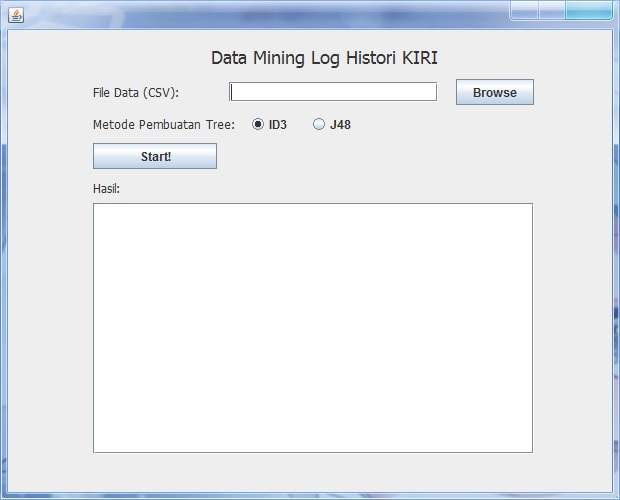 Data Mining Log Histori KIRI
File Data (CSV): Browse
Metode Pembuatan Tree: ID3 J48
Start!
Hasil: